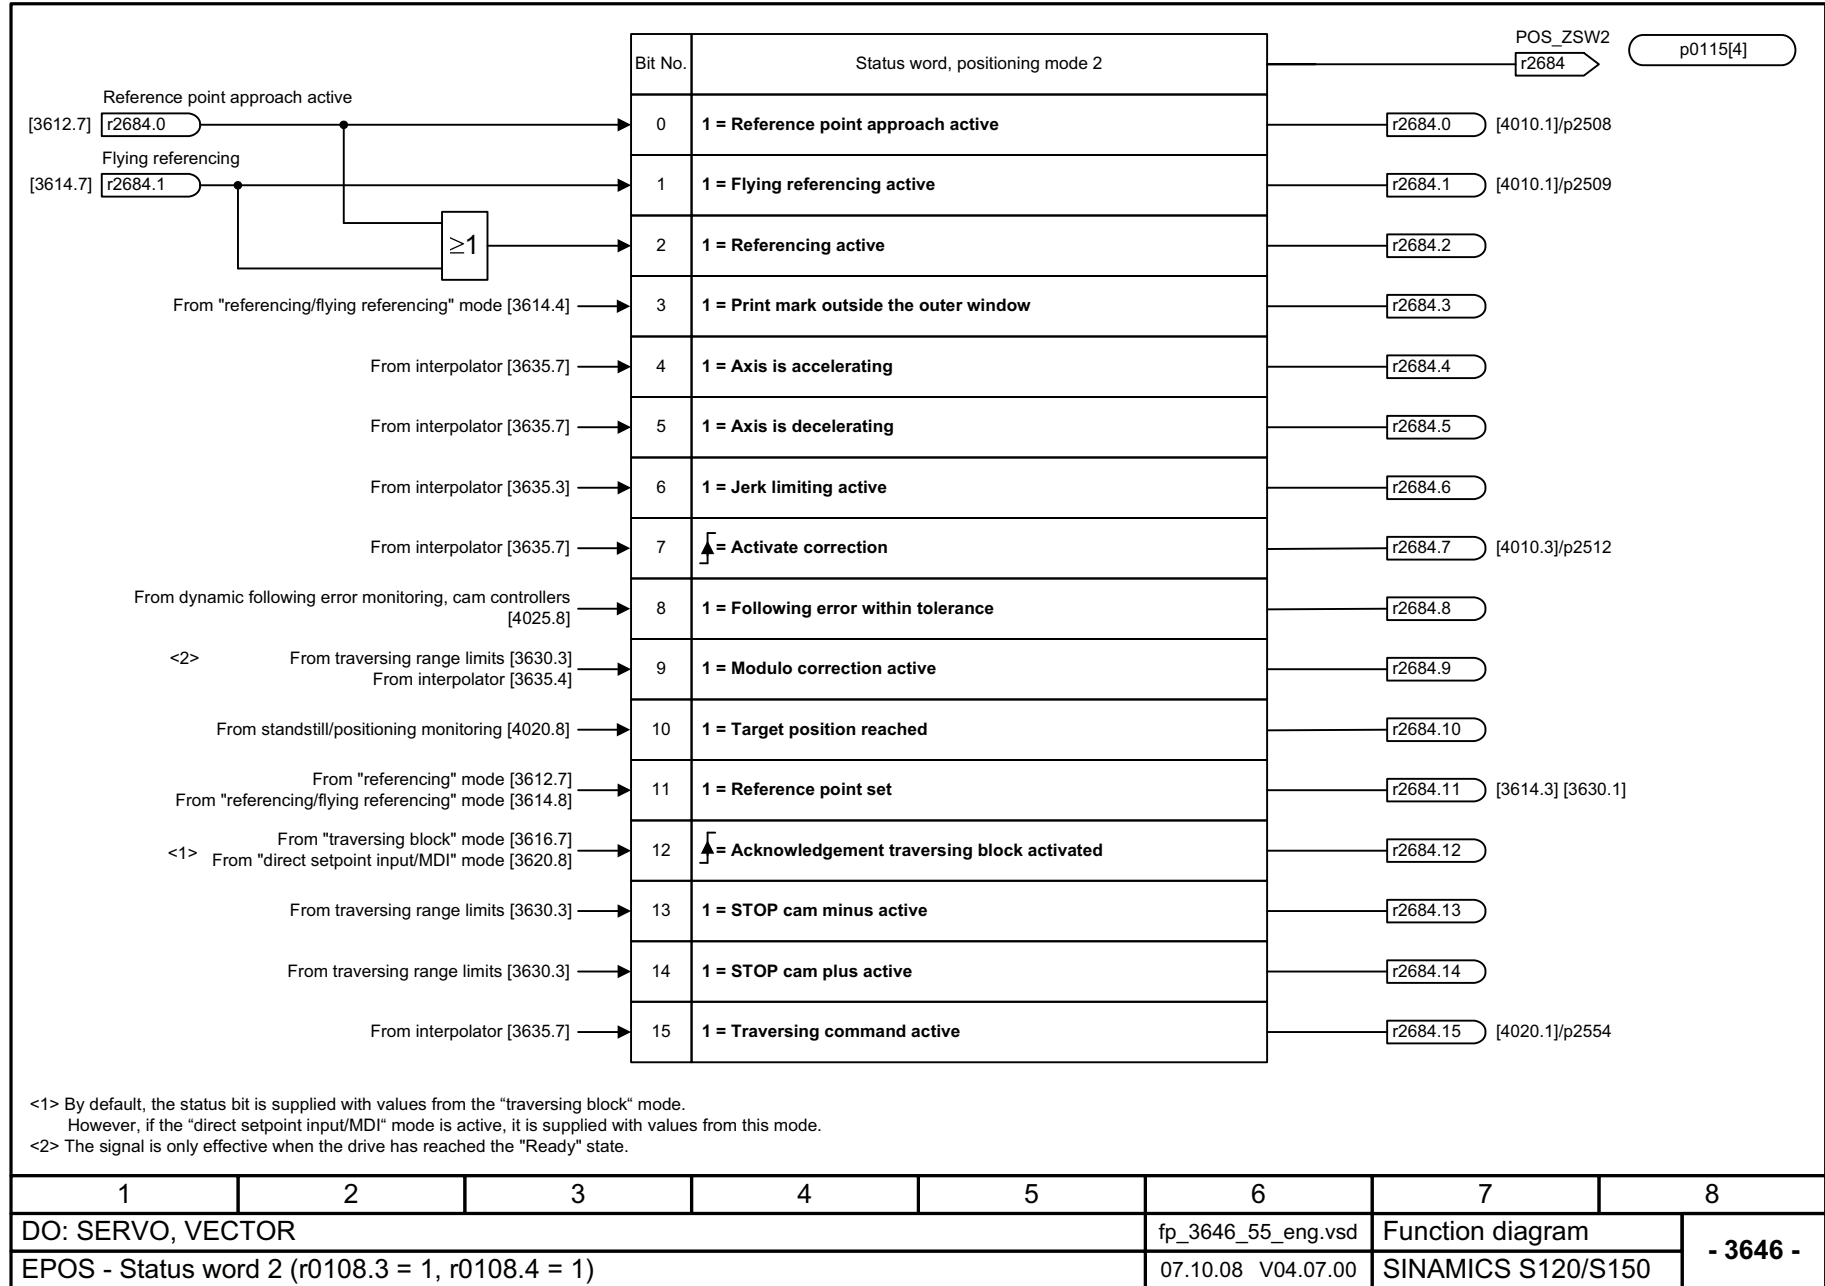 POS_ZSW2
Bit No. Status word, positioning mode 2 r2684 p0115[4]
Reference point approach active
[3612.7] r2684.0 0 1 = Reference point approach active r2684.0 [4010.1]/p2508
Flying referencing
[3614.7] r2684.1 1 1 = Flying referencing active r2684.1 [4010.1]/p2509
≥1 2 1 = Referencing active r2684.2
From "referencing/flying referencing" mode [3614.4] 3 1 = Print mark outside the outer window r2684.3
From interpolator [3635.7] 4 1 = Axis is accelerating r2684.4
From interpolator [3635.7] 5 1 = Axis is decelerating r2684.5
From interpolator [3635.3] 6 1 = Jerk limiting active r2684.6
From interpolator [3635.7] 7 = Activate correction r2684.7 [4010.3]/p2512
From dynamic following error monitoring, cam controllers
[4025.8] 8 1 = Following error within tolerance r2684.8
<2> From traversing range limits [3630.3]
From interpolator [3635.4] 9 1 = Modulo correction active r2684.9
From standstill/positioning monitoring [4020.8] 10 1 = Target position reached r2684.10
From "referencing" mode [3612.7]
From "referencing/flying referencing" mode [3614.8] 11 1 = Reference point set r2684.11 [3614.3] [3630.1]
From "traversing block" mode [3616.7]
<1> From "direct setpoint input/MDI" mode [3620.8] 12 = Acknowledgement traversing block activated r2684.12
From traversing range limits [3630.3] 13 1 = STOP cam minus active r2684.13
From traversing range limits [3630.3] 14 1 = STOP cam plus active r2684.14
From interpolator [3635.7] 15 1 = Traversing command active r2684.15 [4020.1]/p2554
<1> By default, the status bit is supplied with values from the “traversing block“ mode.
However, if the “direct setpoint input/MDI“ mode is active, it is supplied with values from this mode.
<2> The signal is only effective when the drive has reached the "Ready" state.
1 2 3 4 5 6 7 8
DO: SERVO, VECTOR fp_3646_55_eng.vsd Function diagram - 3646 -
EPOS - Status word 2 (r0108.3 = 1, r0108.4 = 1) 07.10.08 V04.07.00 SINAMICS S120/S150